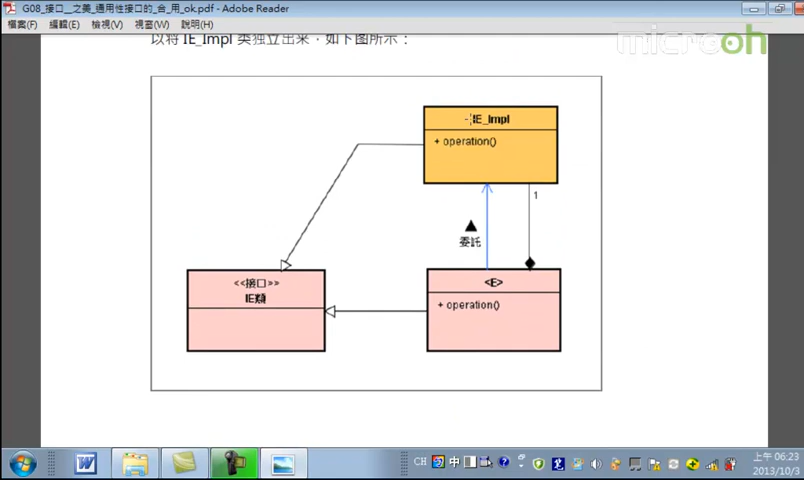 G08_接口__之美_通用性接口的_合_用_ok.pdf - Adobe Reader
檔案(F) 編輯(E) 檢視(V) 視窗(W) 說明(H)
microoh
以将 IE_Impl 类独立出来，如下图所示：
IE_Impl
+ operation()
1
▲
委託
<<接口>>
IE類
<E>
+ operation()
CH 中
上午 06:23
2013/10/3